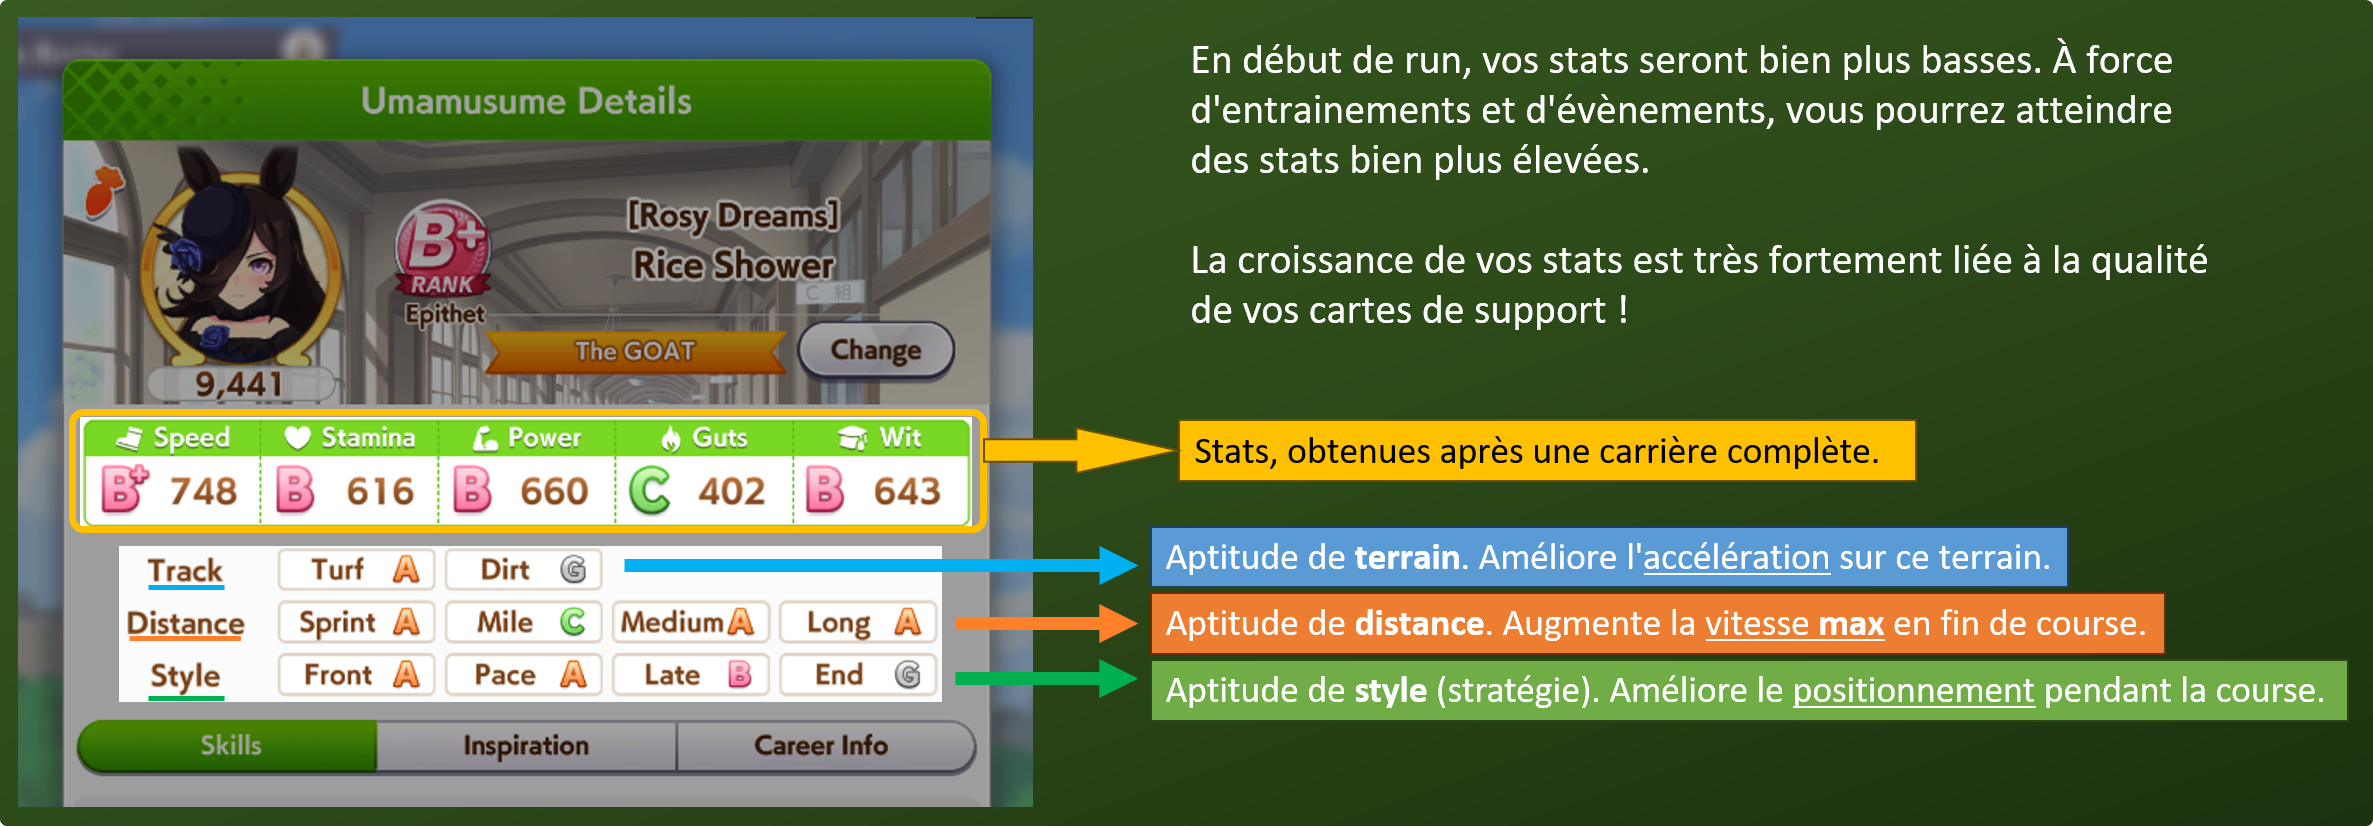 Umamusume Details
[Rosy Dreams]
Rice Shower
B+
RANK
Epithet
C 組
The GOAT
Change
9,441
Speed Stamina Power Guts Wit
B+ 748 B 616 B 660 C 402 B 643
Track Turf A Dirt G
Distance Sprint A Mile C Medium A Long A
Style Front A Pace A Late B End G
Skills Inspiration Career Info
En début de run, vos stats seront bien plus basses. À force
d'entrainements et d'évènements, vous pourrez atteindre
des stats bien plus élevées.
La croissance de vos stats est très fortement liée à la qualité
de vos cartes de support !
Stats, obtenues après une carrière complète.
Aptitude de terrain. Améliore l'accélération sur ce terrain.
Aptitude de distance. Augmente la vitesse max en fin de course.
Aptitude de style (stratégie). Améliore le positionnement pendant la course.